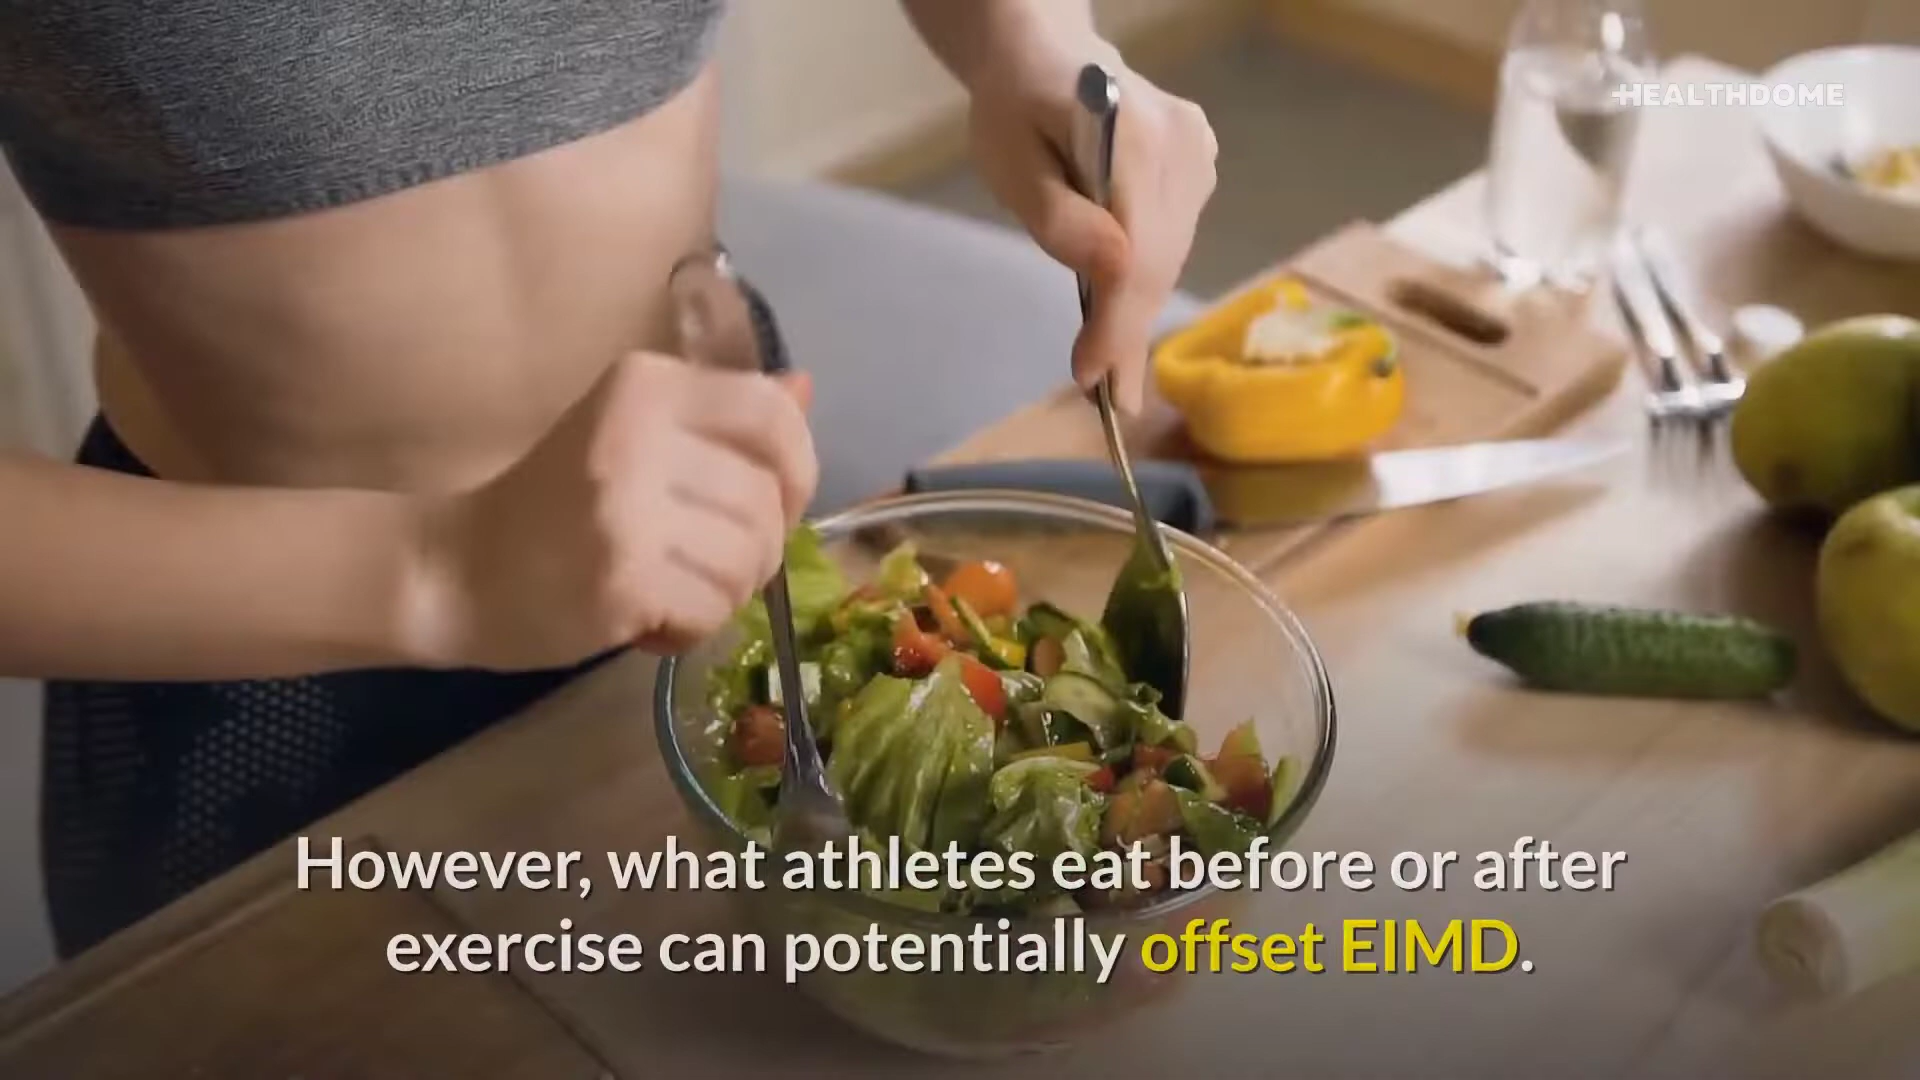 HEALTHDOME
However, what athletes eat before or after
exercise can potentially offset EIMD.